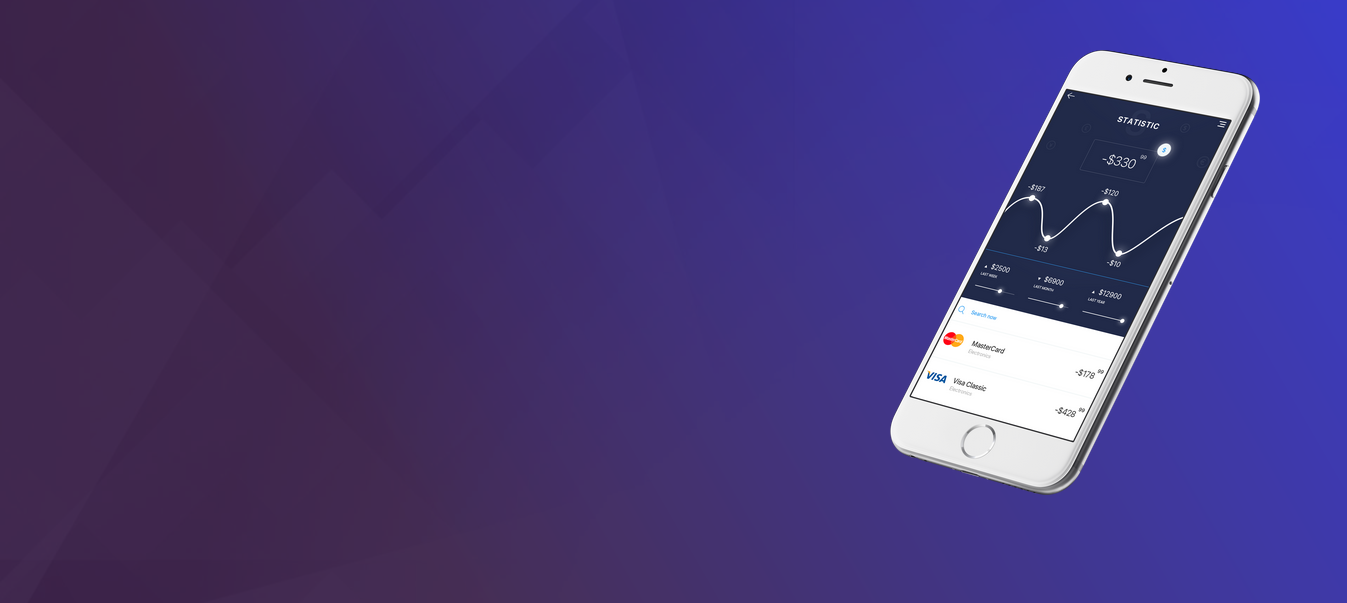 STATISTIC
-$330 99
$
-$187
-$120
-$13
-$10
$2500
LAST WEEK
$6900
LAST MONTH
$12900
LAST YEAR
Search now
MasterCard
MasterCard
Electronics
-$178 99
VISA
Visa Classic
Electronics
-$428 99